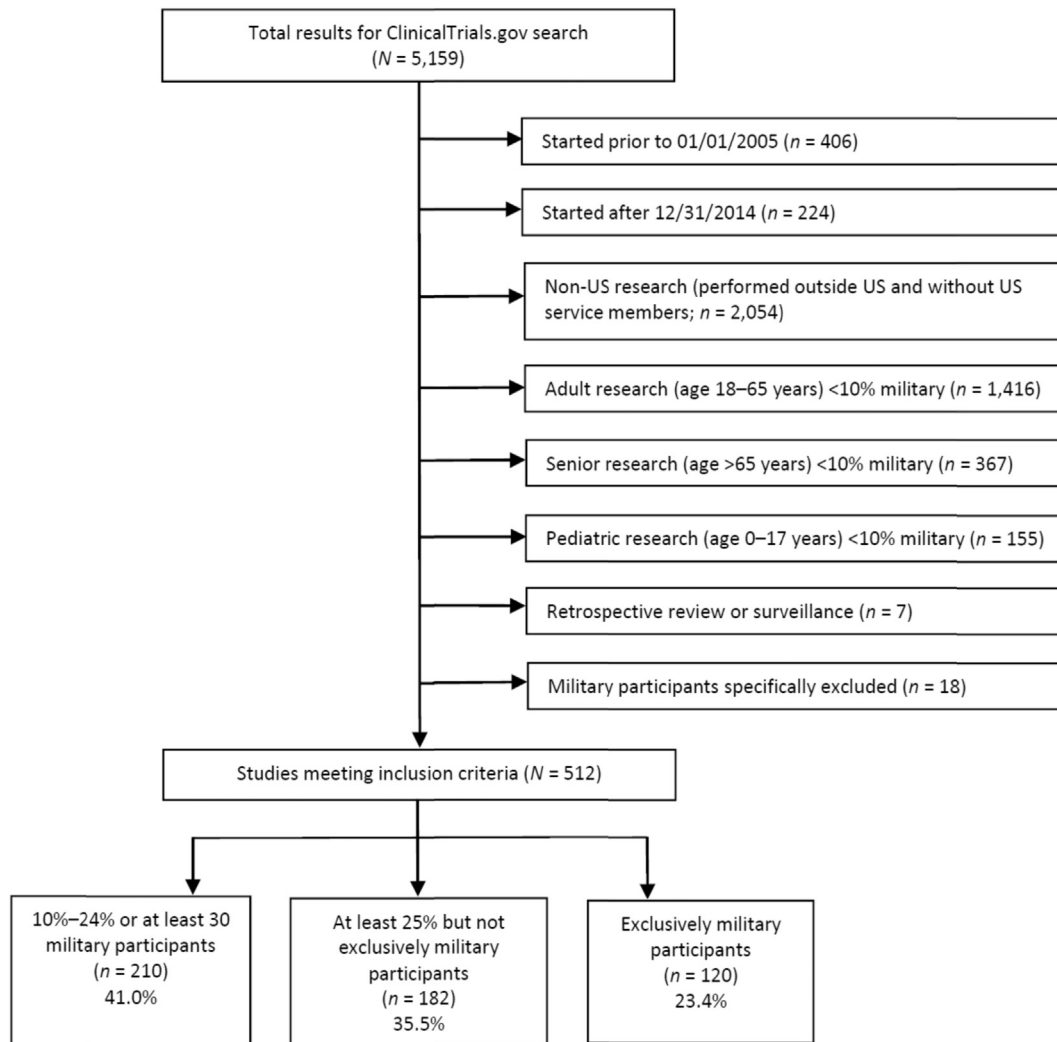 Total results for ClinicalTrials.gov search
(N = 5,159)
Started prior to 01/01/2005 (n = 406)
Started after 12/31/2014 (n = 224)
Non-US research (performed outside US and without US
service members; n = 2,054)
Adult research (age 18–65 years) <10% military (n = 1,416)
Senior research (age >65 years) <10% military (n = 367)
Pediatric research (age 0–17 years) <10% military (n = 155)
Retrospective review or surveillance (n = 7)
Military participants specifically excluded (n = 18)
Studies meeting inclusion criteria (N = 512)
10%–24% or at least 30
military participants
(n = 210)
41.0%
At least 25% but not
exclusively military
participants
(n = 182)
35.5%
Exclusively military
participants
(n = 120)
23.4%